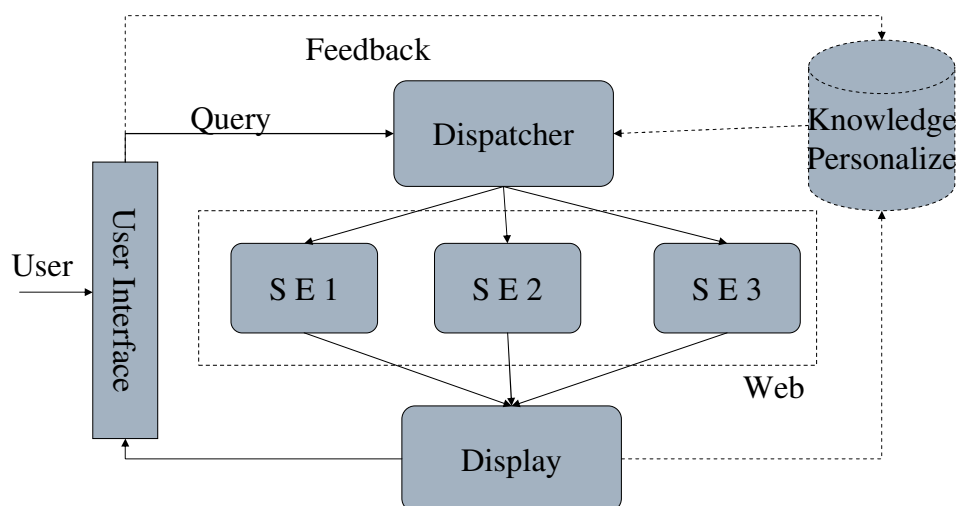 Feedback
Query
Dispatcher
Knowledge
Personalize
User
User Interface
S E 1
S E 2
S E 3
Web
Display